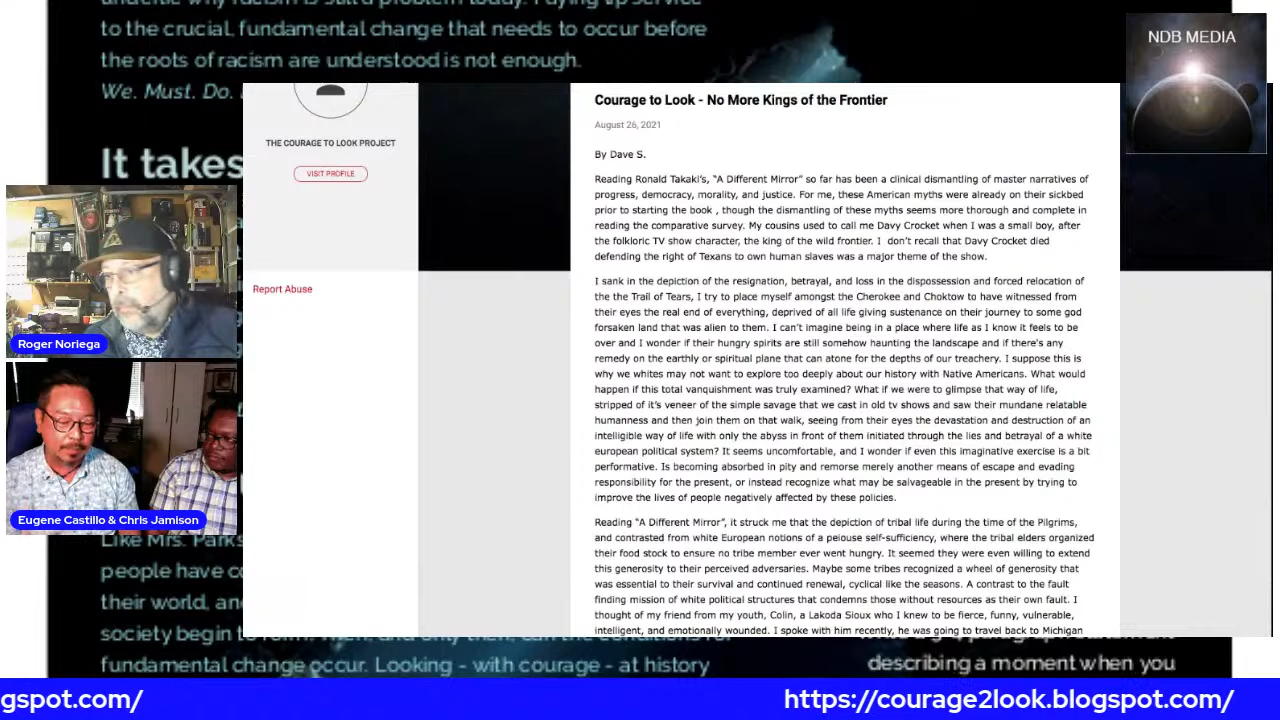 to the crucial, fundamental change that needs to occur before
the roots of racism are understood is not enough.
We. Must. Do.
It takes
NDB MEDIA
THE COURAGE TO LOOK PROJECT
VISIT PROFILE
Report Abuse
Courage to Look - No More Kings of the Frontier
August 26, 2021
By Dave S.
Reading Ronald Takaki's, “A Different Mirror” so far has been a clinical dismantling of master narratives of
progress, democracy, morality, and justice. For me, these American myths were already on their sickbed
prior to starting the book , though the dismantling of these myths seems more thorough and complete in
reading the comparative survey. My cousins used to call me Davy Crocket when I was a small boy, after
the folkloric TV show character, the king of the wild frontier. I  don't recall that Davy Crocket died
defending the right of Texans to own human slaves was a major theme of the show.
I sank in the depiction of the resignation, betrayal, and loss in the dispossession and forced relocation of
the the Trail of Tears, I try to place myself amongst the Cherokee and Choktow to have witnessed from
their eyes the real end of everything, deprived of all life giving sustenance on their journey to some god
forsaken land that was alien to them. I can't imagine being in a place where life as I know it feels to be
over and I wonder if their hungry spirits are still somehow haunting the landscape and if there's any
remedy on the earthly or spiritual plane that can atone for the depths of our treachery. I suppose this is
why we whites may not want to explore too deeply about our history with Native Americans. What would
happen if this total vanquishment was truly examined? What if we were to glimpse that way of life,
stripped of it's veneer of the simple savage that we cast in old tv shows and saw their mundane relatable
humanness and then join them on that walk, seeing from their eyes the devastation and destruction of an
intelligible way of life with only the abyss in front of them initiated through the lies and betrayal of a white
european political system? It seems uncomfortable, and I wonder if even this imaginative exercise is a bit
performative. Is becoming absorbed in pity and remorse merely another means of escape and evading
responsibility for the present, or instead recognize what may be salvageable in the present by trying to
improve the lives of people negatively affected by these policies.
Reading “A Different Mirror”, it struck me that the depiction of tribal life during the time of the Pilgrims,
and contrasted from white European notions of a peiouse self-sufficiency, where the tribal elders organized
their food stock to ensure no tribe member ever went hungry. It seemed they were even willing to extend
this generosity to their perceived adversaries. Maybe some tribes recognized a wheel of generosity that
was essential to their survival and continued renewal, cyclical like the seasons. A contrast to the fault
finding mission of white political structures that condemns those without resources as their own fault. I
thought of my friend from my youth, Colin, a Lakoda Sioux who I knew to be fierce, funny, vulnerable,
intelligent, and emotionally wounded. I spoke with him recently, he was going to travel back to Michigan
Roger Noriega
Eugene Castillo & Chris Jamison
Like Mrs. Parks
people have
their world,
society begin
fundamental change occur. Looking - with courage - at history
describing a moment when you
gspot.com/
https://courage2look.blogspot.com/